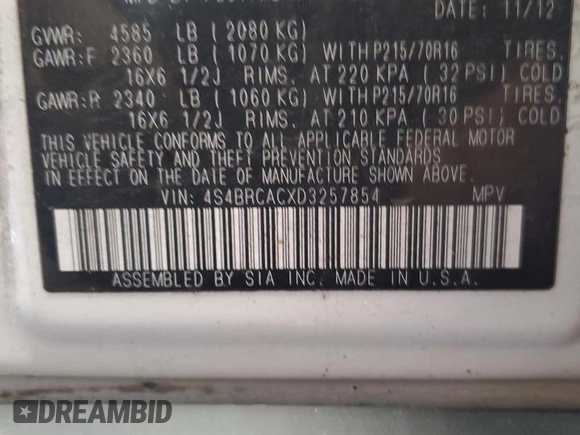 DATE: 11/12
GVWR: 4585 LB ( 2080 KG)
GAWR:F 2360 LB ( 1070 KG) WITH P215/70R16 TIRES.
16X6 1/2J RIMS. AT 220 KPA ( 32 PSI) COLD
GAWR:R 2340 LB ( 1060 KG) WITH P215/70R16 TIRES.
16X6 1/2J RIMS. AT 210 KPA ( 30 PSI) COLD
THIS VEHICLE CONFORMS TO ALL APPLICABLE FEDERAL MOTOR
VEHICLE SAFETY AND THEFT PREVENTION STANDARDS
IN EFFECT ON THE DATE OF MANUFACTURE SHOWN ABOVE.
VIN: 4S4BRCACXD3257854 MPV
ASSEMBLED BY SIA INC. MADE IN U.S.A.
DREAMBID